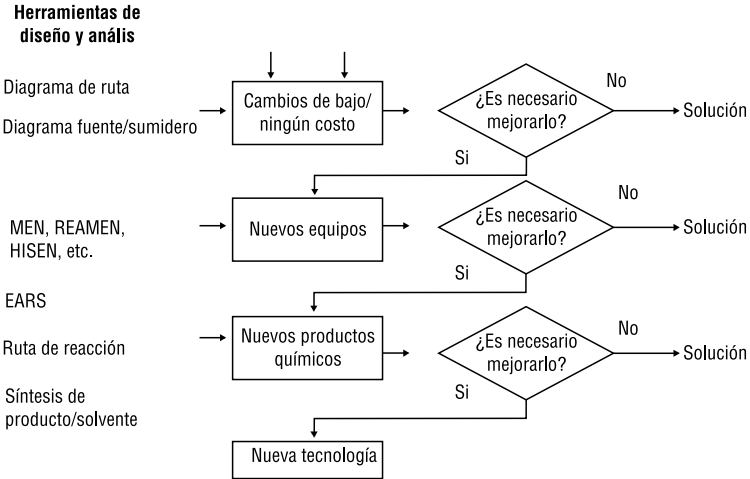 Herramientas de
diseño y anális
Diagrama de ruta
Diagrama fuente/sumidero
Cambios de bajo/
ningún costo
¿Es necesario
mejorarlo?
No
Solución
Si
MEN, REAMEN,
HISEN, etc.
Nuevos equipos
¿Es necesario
mejorarlo?
No
Solución
Si
EARS
Ruta de reacción
Nuevos productos
químicos
¿Es necesario
mejorarlo?
No
Solución
Si
Síntesis de
producto/solvente
Nueva tecnología